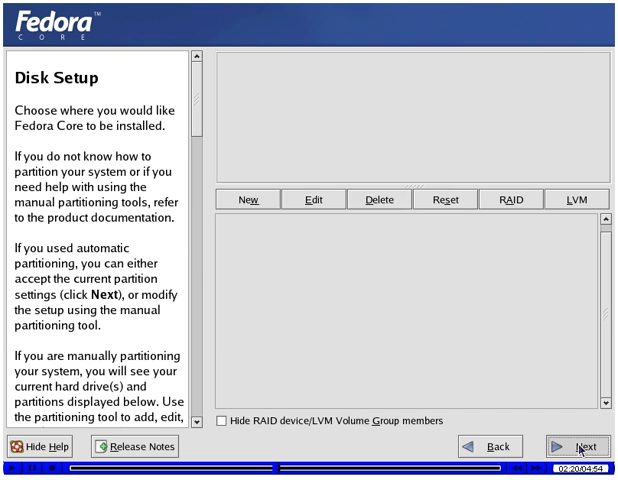 Fedora™
CORE
Disk Setup
Choose where you would like
Fedora Core to be installed.
If you do not know how to
partition your system or if you
need help with using the
manual partitioning tools, refer
to the product documentation.
If you used automatic
partitioning, you can either
accept the current partition
settings (click Next), or modify
the setup using the manual
partitioning tool.
If you are manually partitioning
your system, you will see your
current hard drive(s) and
partitions displayed below. Use
the partitioning tool to add, edit,
New Edit Delete Reset RAID LVM
Hide RAID device/LVM Volume Group members
Hide Help Release Notes Back Next
02:20/04:54